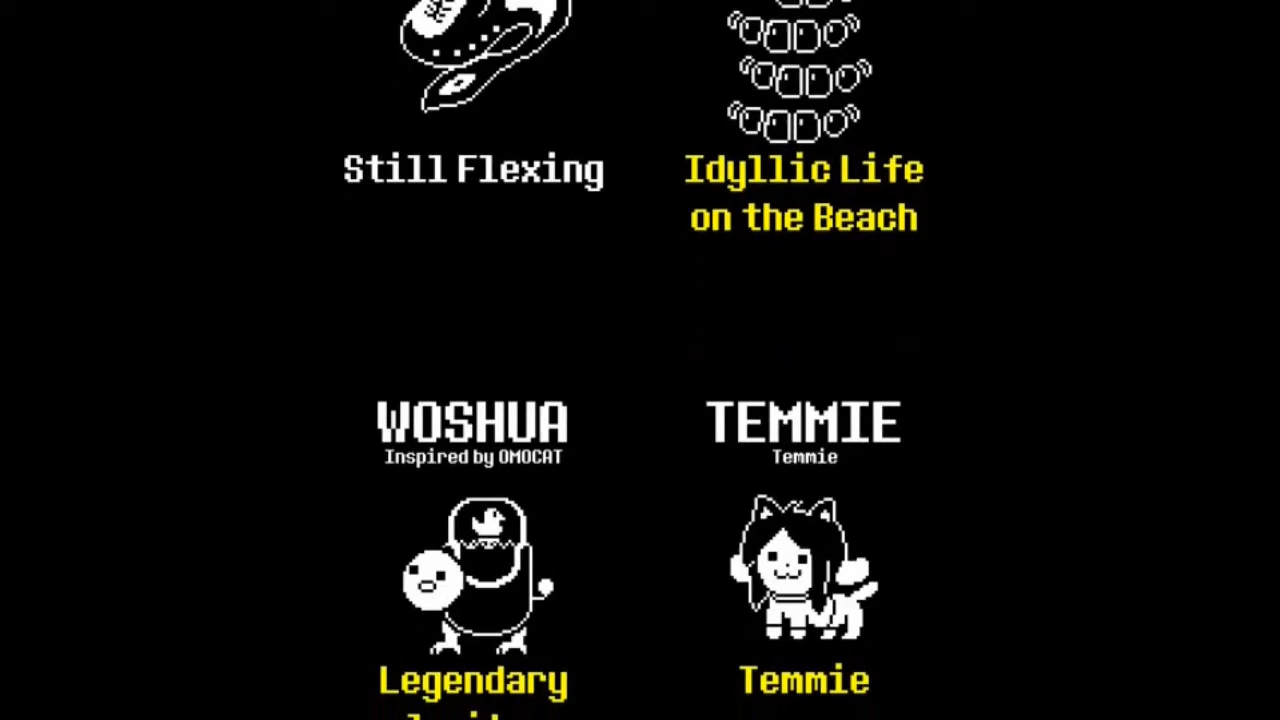 Still Flexing
Idyllic Life
on the Beach
WOSHUA
Inspired by OMOCAT
TEMMIE
Temmie
Legendary
Temmie